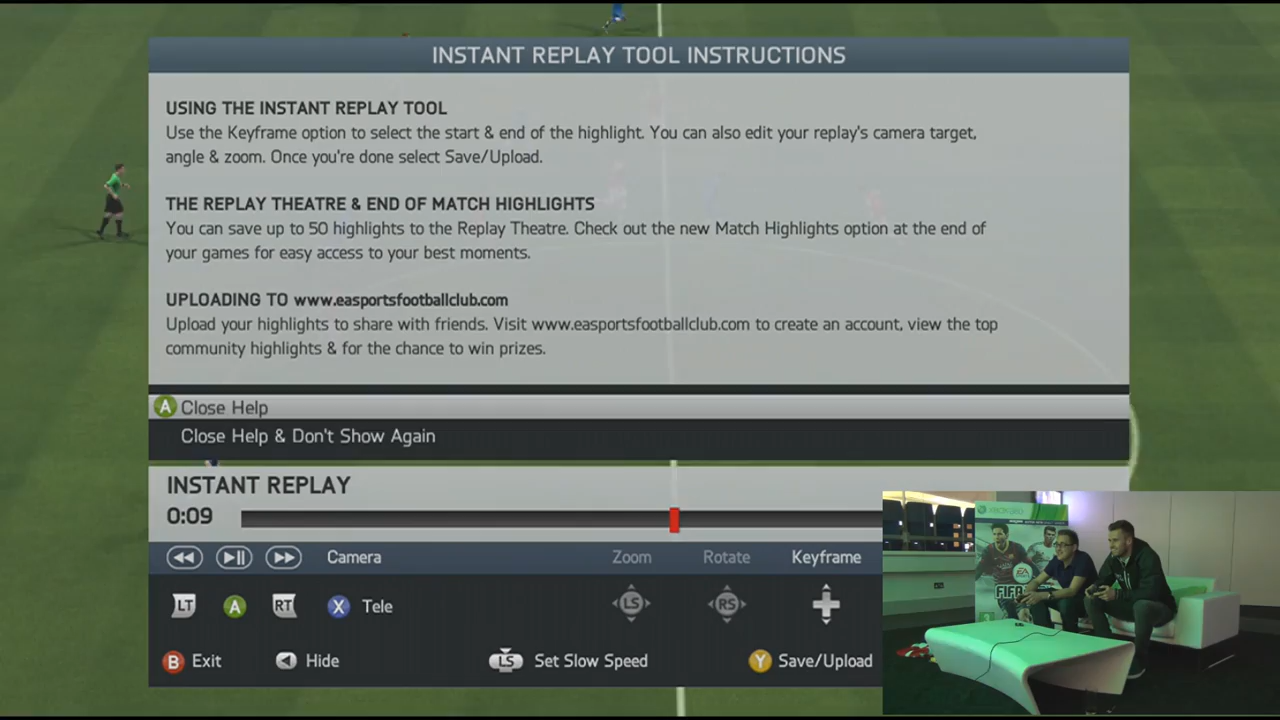 INSTANT REPLAY TOOL INSTRUCTIONS
USING THE INSTANT REPLAY TOOL
Use the Keyframe option to select the start & end of the highlight. You can also edit your replay's camera target,
angle & zoom. Once you're done select Save/Upload.
THE REPLAY THEATRE & END OF MATCH HIGHLIGHTS
You can save up to 50 highlights to the Replay Theatre. Check out the new Match Highlights option at the end of
your games for easy access to your best moments.
UPLOADING TO www.easportsfootballclub.com
Upload your highlights to share with friends. Visit www.easportsfootballclub.com to create an account, view the top
community highlights & for the chance to win prizes.
A Close Help
Close Help & Don't Show Again
INSTANT REPLAY
0:09
Camera Zoom Rotate Keyframe
LT A RT X Tele LS RS
B Exit Hide LS Set Slow Speed Y Save/Upload
XBOX 360
EA
FIFA